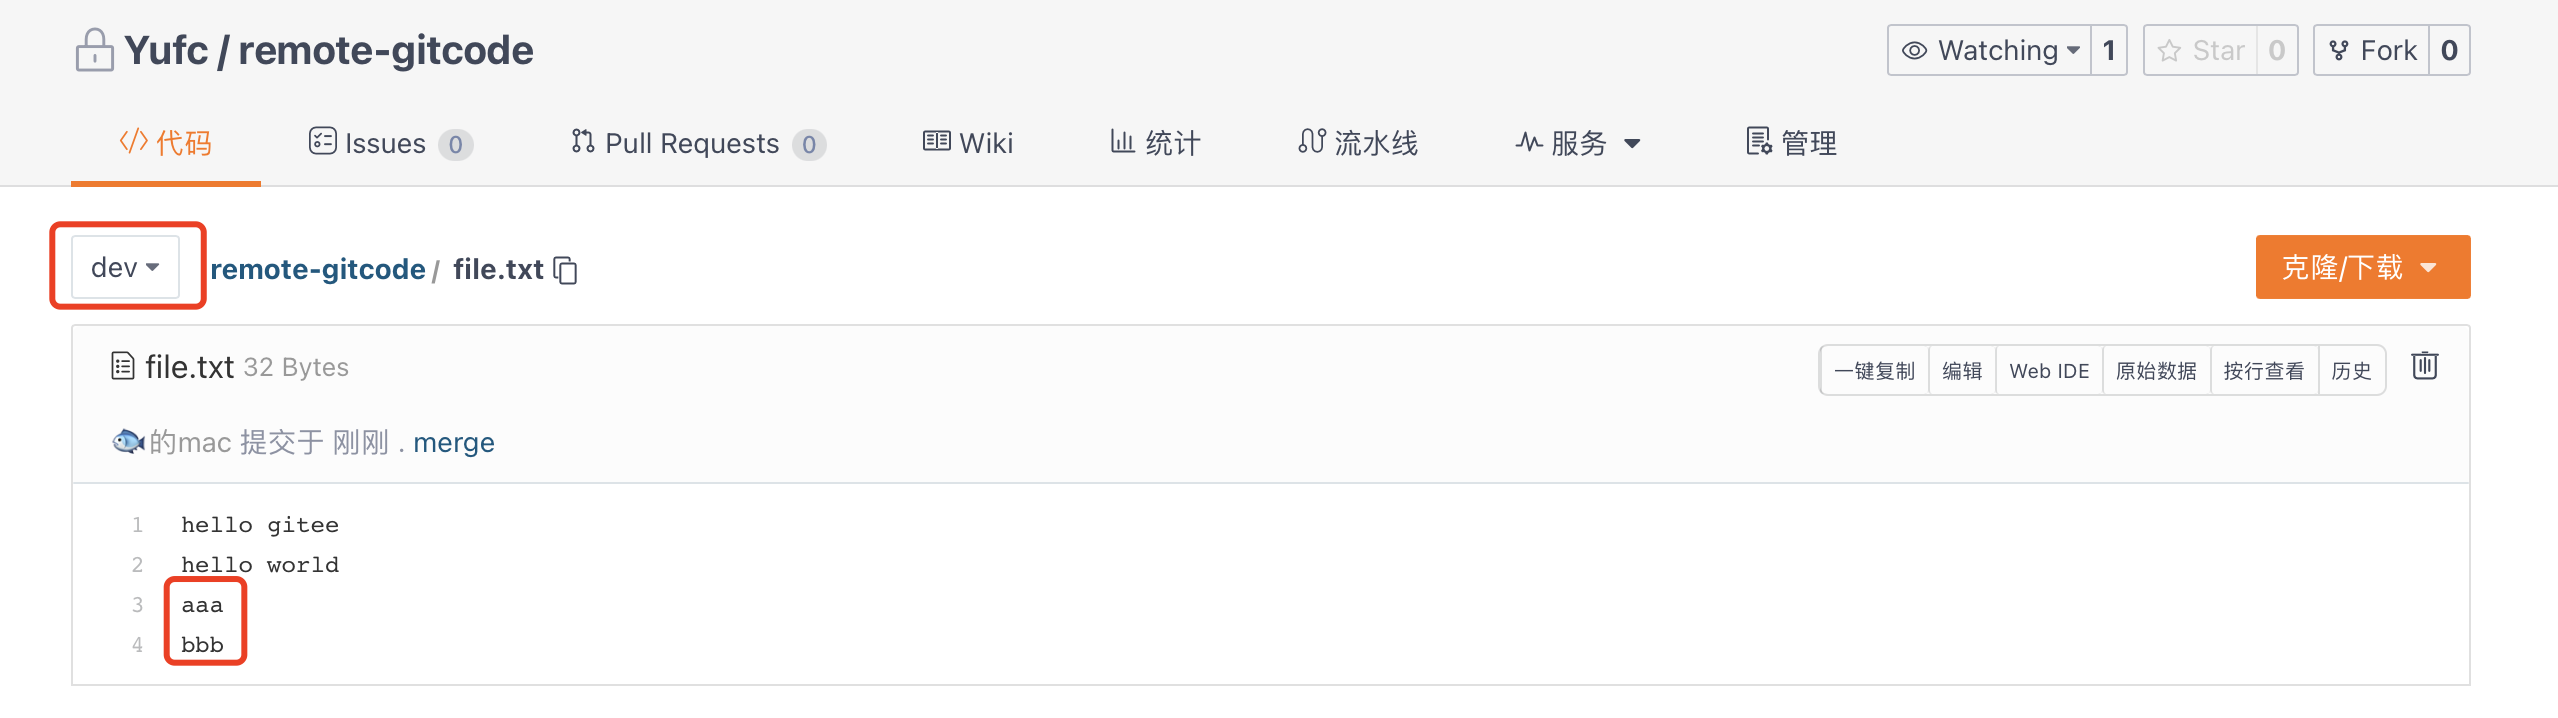 Yufc / remote-gitcode
Watching 1 Star 0 Fork 0
代码 Issues 0 Pull Requests 0 Wiki 统计 流水线 服务 管理
dev remote-gitcode / file.txt 克隆/下载
file.txt 32 Bytes 一键复制 编辑 Web IDE 原始数据 按行查看 历史
🐟的mac 提交于 刚刚 . merge
1 hello gitee
2 hello world
3 aaa
4 bbb